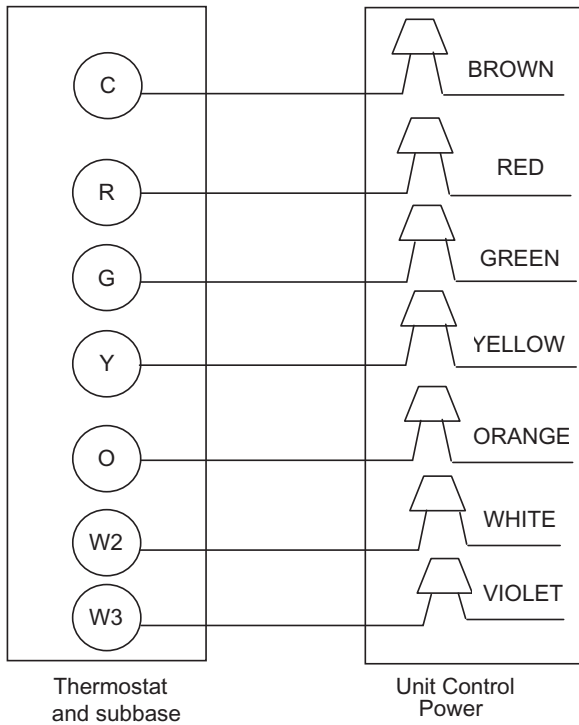 C
BROWN
R
RED
G
GREEN
Y
YELLOW
O
ORANGE
W2
WHITE
W3
VIOLET
Thermostat
and subbase
Unit Control
Power